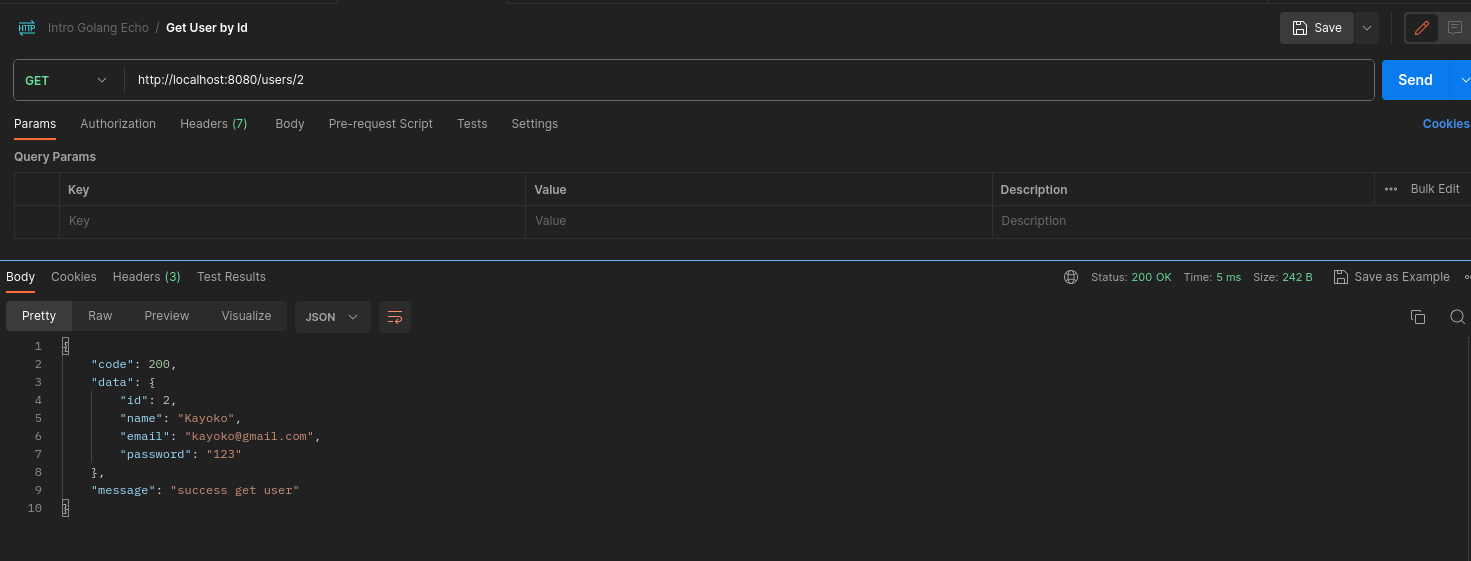 HTTP Intro Golang Echo / Get User by Id Save
GET http://localhost:8080/users/2 Send
Params Authorization Headers (7) Body Pre-request Script Tests Settings Cookies
Query Params
Key Value Description ••• Bulk Edit
Key Value Description
Body Cookies Headers (3) Test Results Status: 200 OK Time: 5 ms Size: 242 B Save as Example
Pretty Raw Preview Visualize JSON
1 {
2 "code": 200,
3 "data": {
4 "id": 2,
5 "name": "Kayoko",
6 "email": "kayoko@gmail.com",
7 "password": "123"
8 },
9 "message": "success get user"
10 }